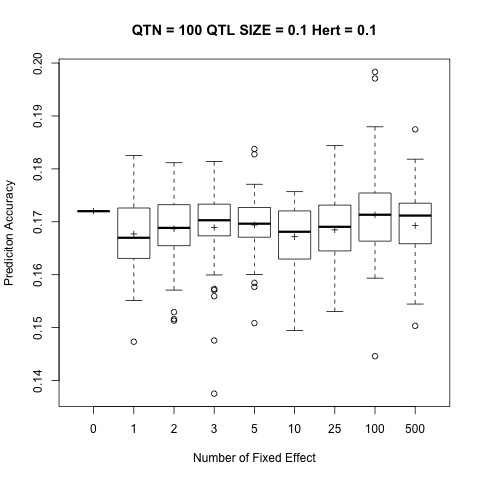 QTN = 100 QTL SIZE = 0.1 Hert = 0.1
Prediciton Accuracy
0.20
0.19
0.18
0.17
0.16
0.15
0.14
0 1 2 3 5 10 25 100 500
Number of Fixed Effect